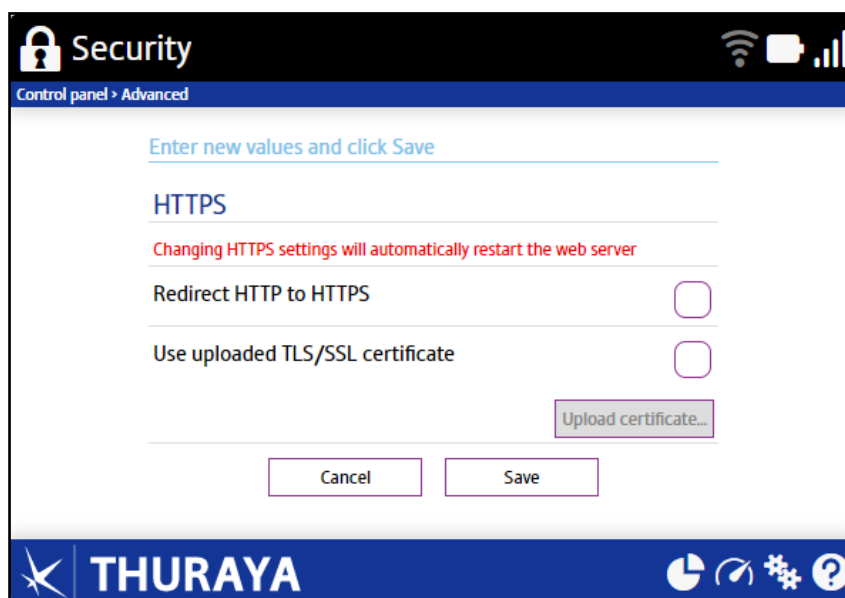 Security
Control panel > Advanced
Enter new values and click Save
HTTPS
Changing HTTPS settings will automatically restart the web server
Redirect HTTP to HTTPS
Use uploaded TLS/SSL certificate
Upload certificate...
Cancel Save
THURAYA ?